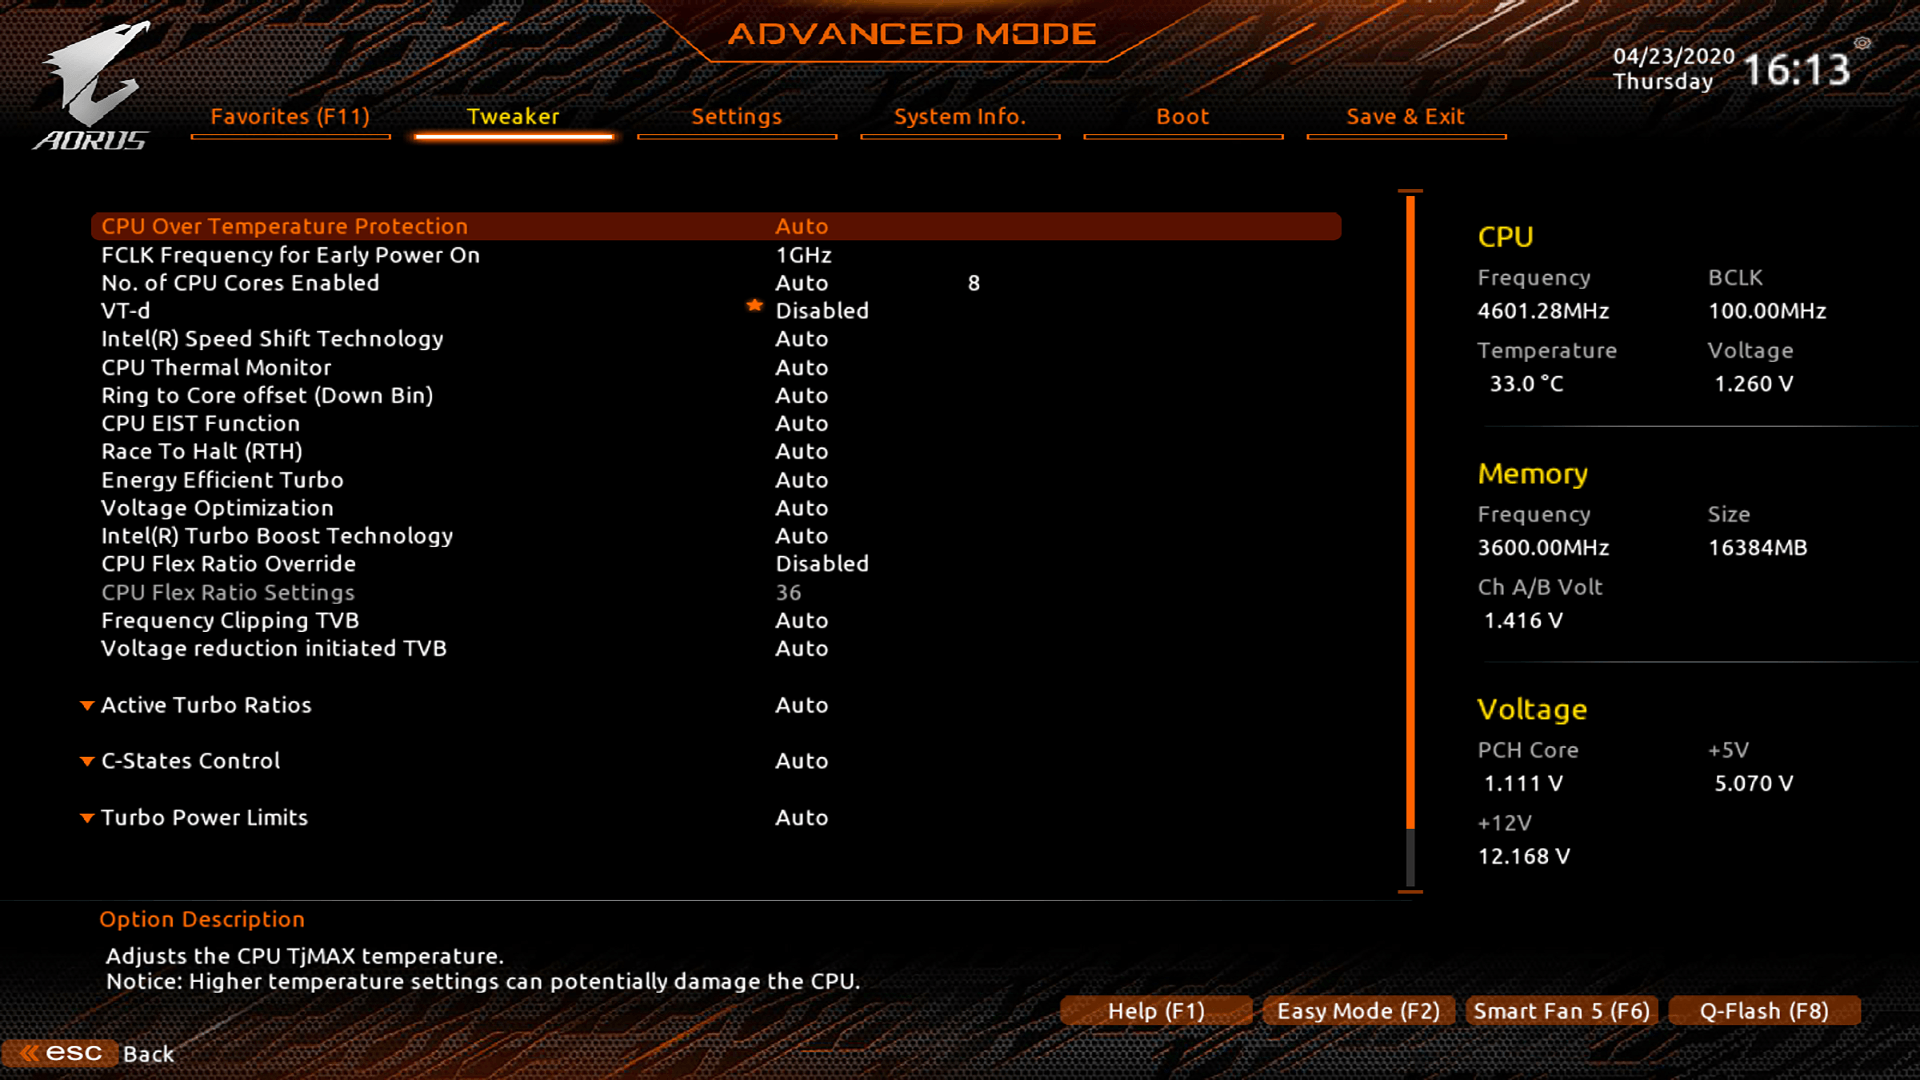 ADVANCED MODE
04/23/2020
Thursday
16:13
AORUS
Favorites (F11) Tweaker Settings System Info. Boot Save & Exit
CPU Over Temperature Protection Auto
FCLK Frequency for Early Power On 1GHz
No. of CPU Cores Enabled Auto 8
VT-d Disabled
Intel(R) Speed Shift Technology Auto
CPU Thermal Monitor Auto
Ring to Core offset (Down Bin) Auto
CPU EIST Function Auto
Race To Halt (RTH) Auto
Energy Efficient Turbo Auto
Voltage Optimization Auto
Intel(R) Turbo Boost Technology Auto
CPU Flex Ratio Override Disabled
CPU Flex Ratio Settings 36
Frequency Clipping TVB Auto
Voltage reduction initiated TVB Auto
Active Turbo Ratios Auto
C-States Control Auto
Turbo Power Limits Auto
CPU
Frequency BCLK
4601.28MHz 100.00MHz
Temperature Voltage
33.0 °C 1.260 V
Memory
Frequency Size
3600.00MHz 16384MB
Ch A/B Volt
1.416 V
Voltage
PCH Core +5V
1.111 V 5.070 V
+12V
12.168 V
Option Description
Adjusts the CPU TjMAX temperature.
Notice: Higher temperature settings can potentially damage the CPU.
Help (F1) Easy Mode (F2) Smart Fan 5 (F6) Q-Flash (F8)
esc Back